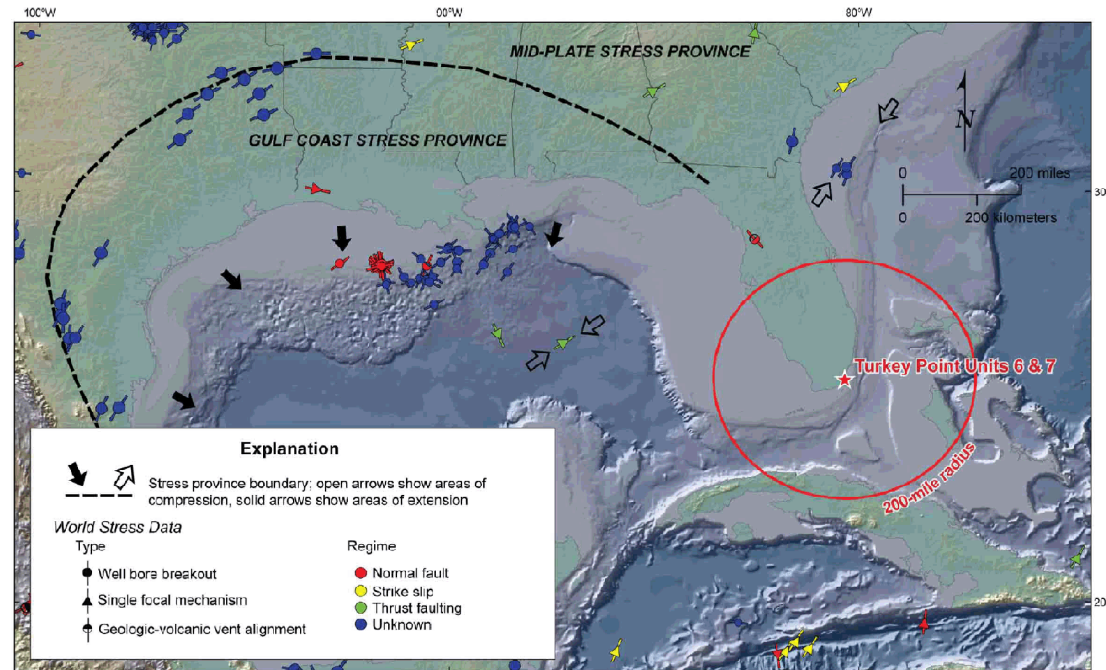 100°W
90°W
80°W
MID-PLATE STRESS PROVINCE
GULF COAST STRESS PROVINCE
N
0 200 miles
0 200 kilometers
30
Turkey Point Units 6 & 7
200-mile radius
20
Explanation
Stress province boundary; open arrows show areas of
compression, solid arrows show areas of extension
World Stress Data
Type
Well bore breakout
Single focal mechanism
Geologic-volcanic vent alignment
Regime
Normal fault
Strike slip
Thrust faulting
Unknown